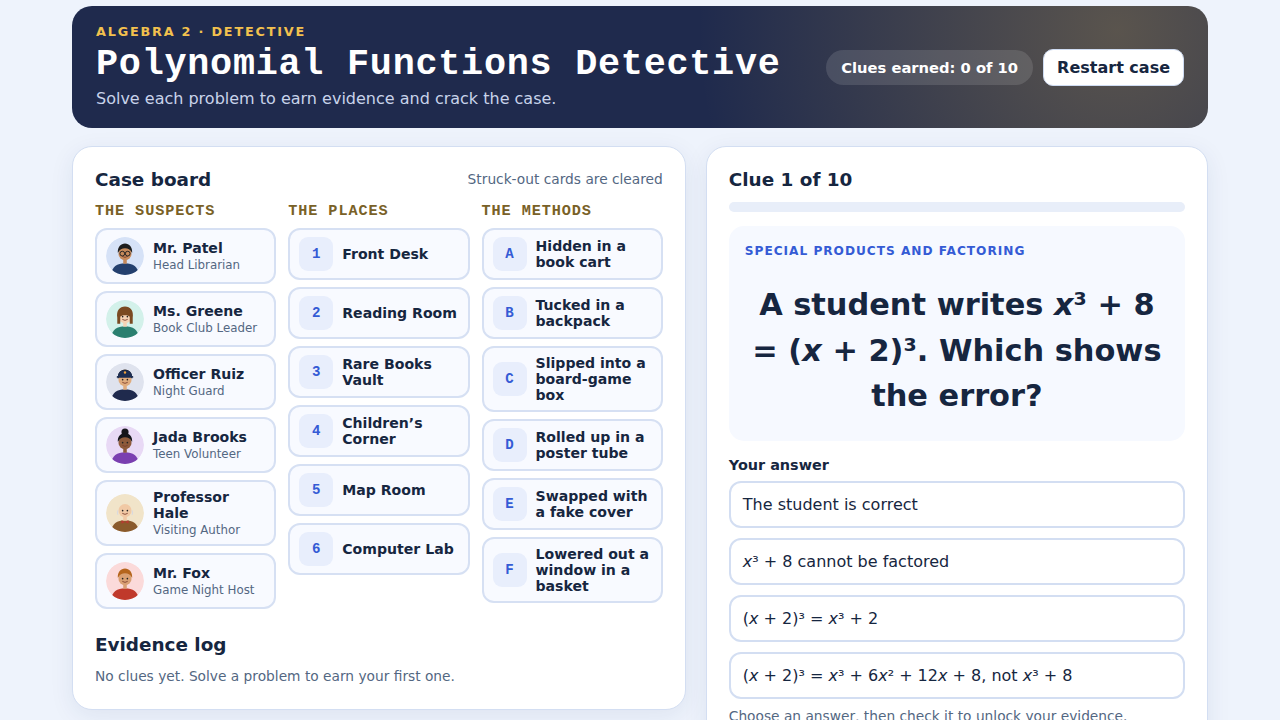 ALGEBRA 2 · DETECTIVE
Polynomial Functions Detective
Solve each problem to earn evidence and crack the case.
Clues earned: 0 of 10
Restart case
Case board
Struck-out cards are cleared
THE SUSPECTS
Mr. Patel
Head Librarian
Ms. Greene
Book Club Leader
Officer Ruiz
Night Guard
Jada Brooks
Teen Volunteer
Professor
Hale
Visiting Author
Mr. Fox
Game Night Host
THE PLACES
1 Front Desk
2 Reading Room
3 Rare Books
Vault
4 Children’s
Corner
5 Map Room
6 Computer Lab
THE METHODS
A Hidden in a
book cart
B Tucked in a
backpack
C Slipped into a
board-game
box
D Rolled up in a
poster tube
E Swapped with
a fake cover
F Lowered out a
window in a
basket
Evidence log
No clues yet. Solve a problem to earn your first one.
Clue 1 of 10
SPECIAL PRODUCTS AND FACTORING
A student writes x³ + 8
= (x + 2)³. Which shows
the error?
Your answer
The student is correct
x³ + 8 cannot be factored
(x + 2)³ = x³ + 2
(x + 2)³ = x³ + 6x² + 12x + 8, not x³ + 8
Choose an answer, then check it to unlock your evidence.